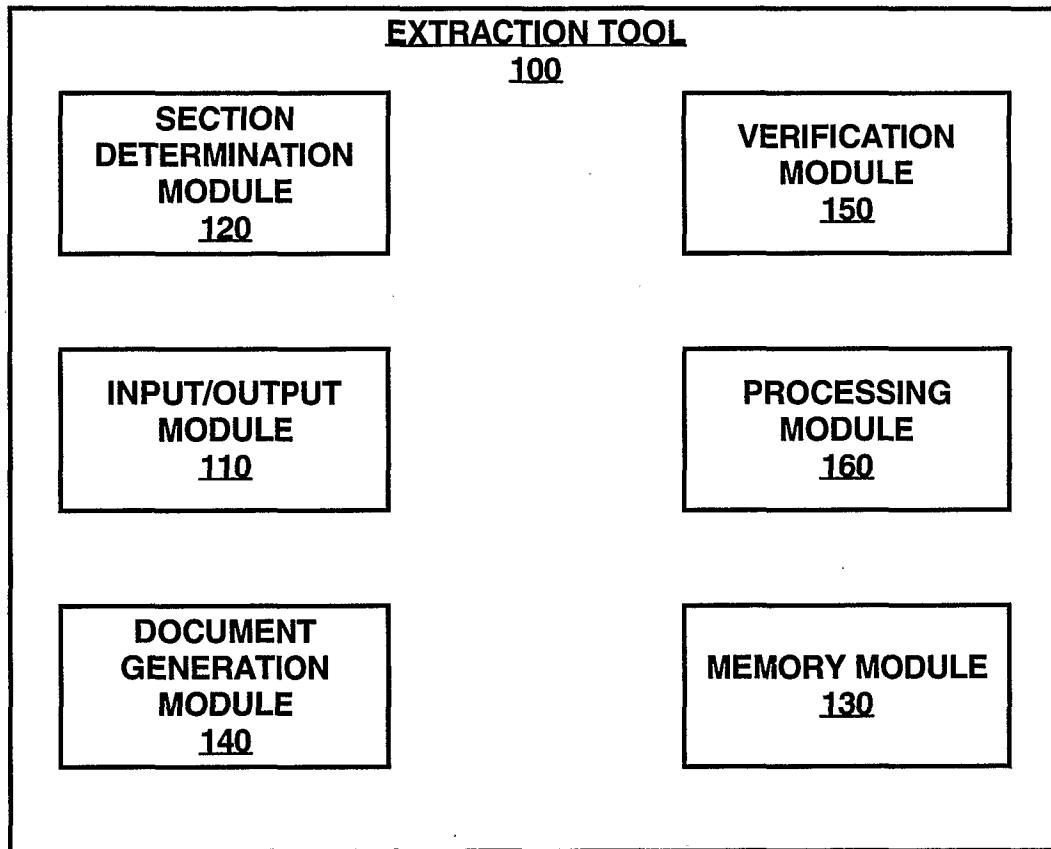 EXTRACTION TOOL
100
SECTION
DETERMINATION
MODULE
120
VERIFICATION
MODULE
150
INPUT/OUTPUT
MODULE
110
PROCESSING
MODULE
160
DOCUMENT
GENERATION
MODULE
140
MEMORY MODULE
130